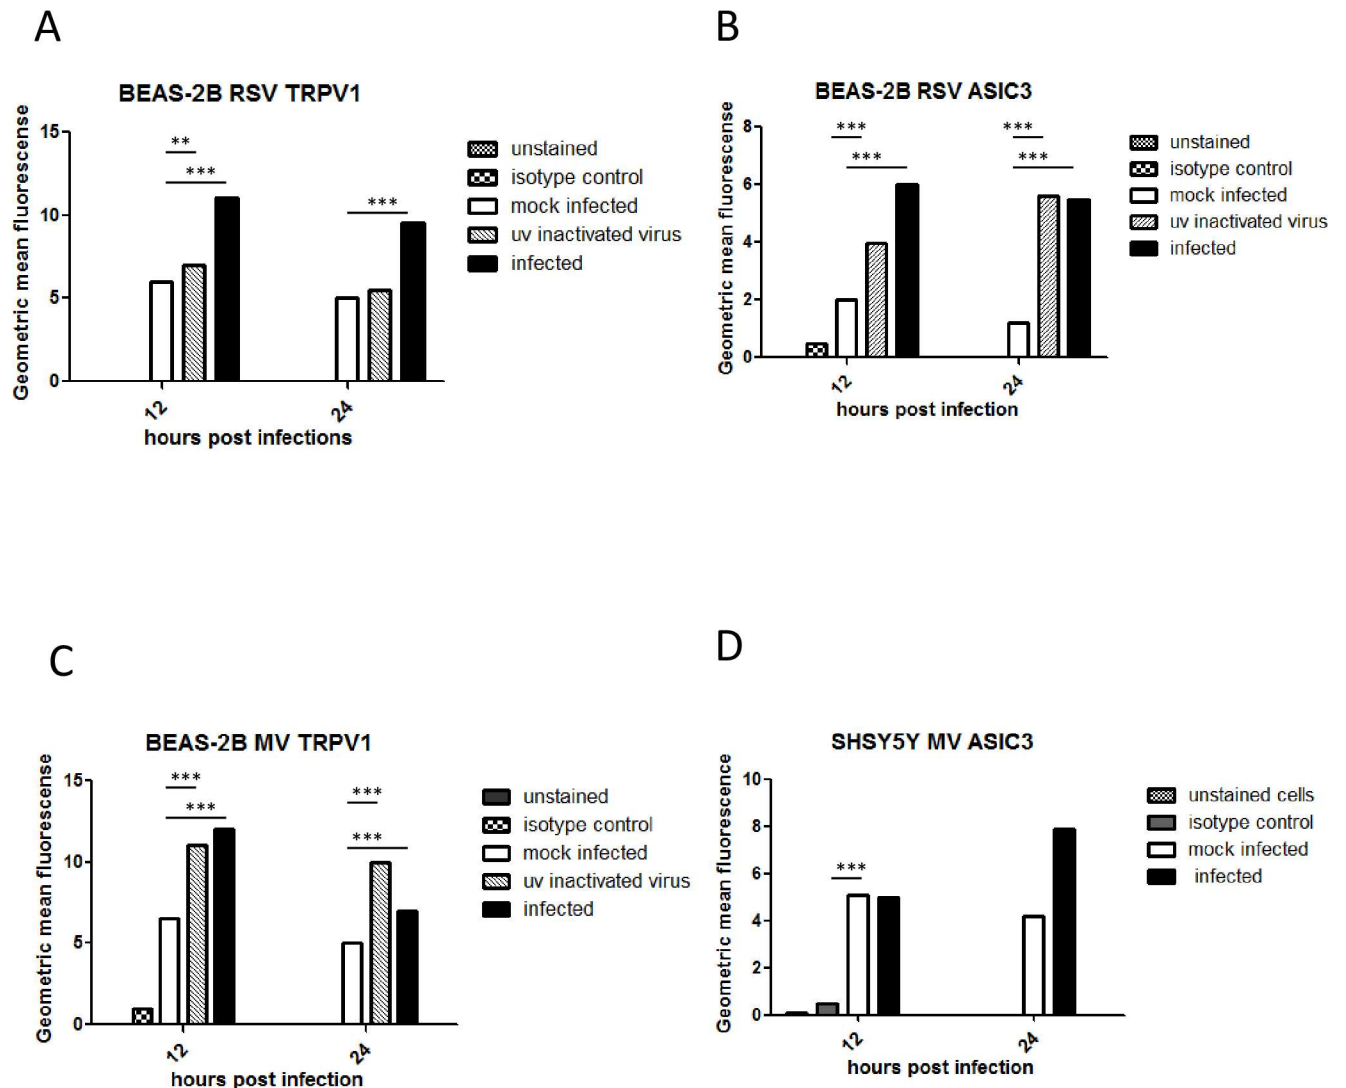 A
BEAS-2B RSV TRPV1
Geometric mean fluorescense
15
10
5
0
**
***
***
12
24
hours post infections
unstained
isotype control
mock infected
uv inactivated virus
infected
B
BEAS-2B RSV ASIC3
Geometric mean fluorescense
8
6
4
2
0
***
***
***
***
12
24
hours post infection
unstained
isotype control
mock infected
uv inactivated virus
infected
C
BEAS-2B MV TRPV1
Geometric mean fluorescense
15
10
5
0
***
***
***
***
12
24
hours post infection
unstained
isotype control
mock infected
uv inactivated virus
infected
D
SHSY5Y MV ASIC3
Geometric mean fluorescence
10
8
6
4
2
0
***
12
24
hours post infection
unstained cells
isotype control
mock infected
infected